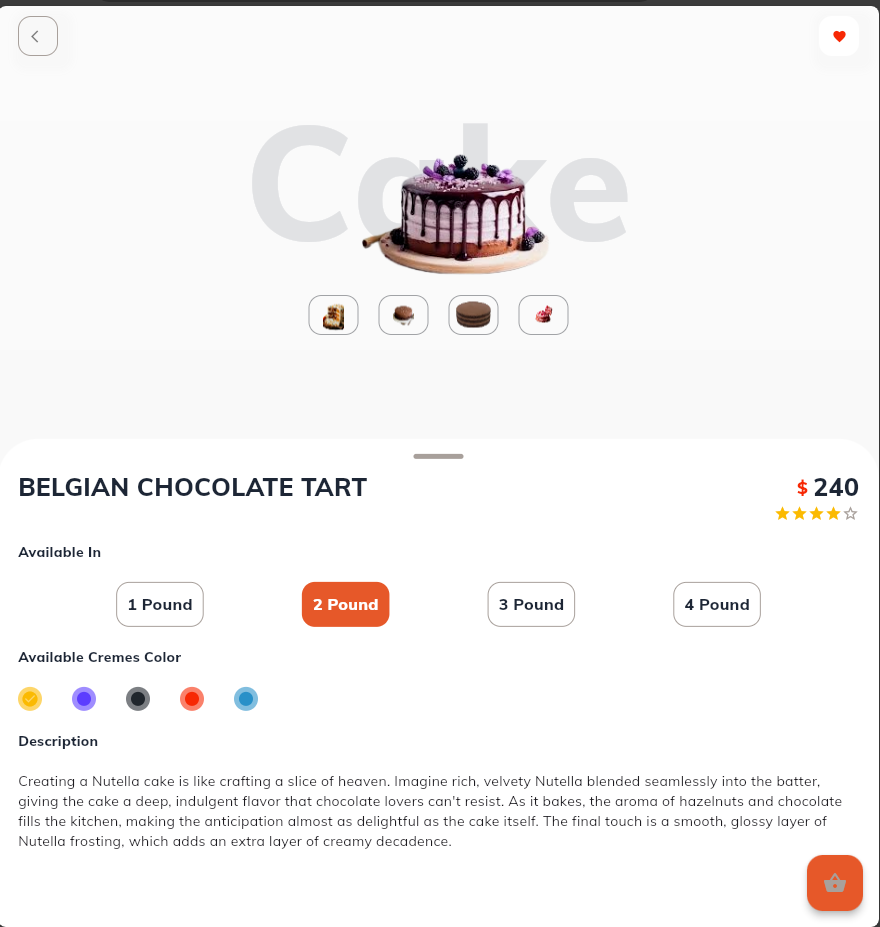 Cake
BELGIAN CHOCOLATE TART
$ 240
Available In
1 Pound
2 Pound
3 Pound
4 Pound
Available Cremes Color
Description
Creating a Nutella cake is like crafting a slice of heaven. Imagine rich, velvety Nutella blended seamlessly into the batter,
giving the cake a deep, indulgent flavor that chocolate lovers can't resist. As it bakes, the aroma of hazelnuts and chocolate
fills the kitchen, making the anticipation almost as delightful as the cake itself. The final touch is a smooth, glossy layer of
Nutella frosting, which adds an extra layer of creamy decadence.